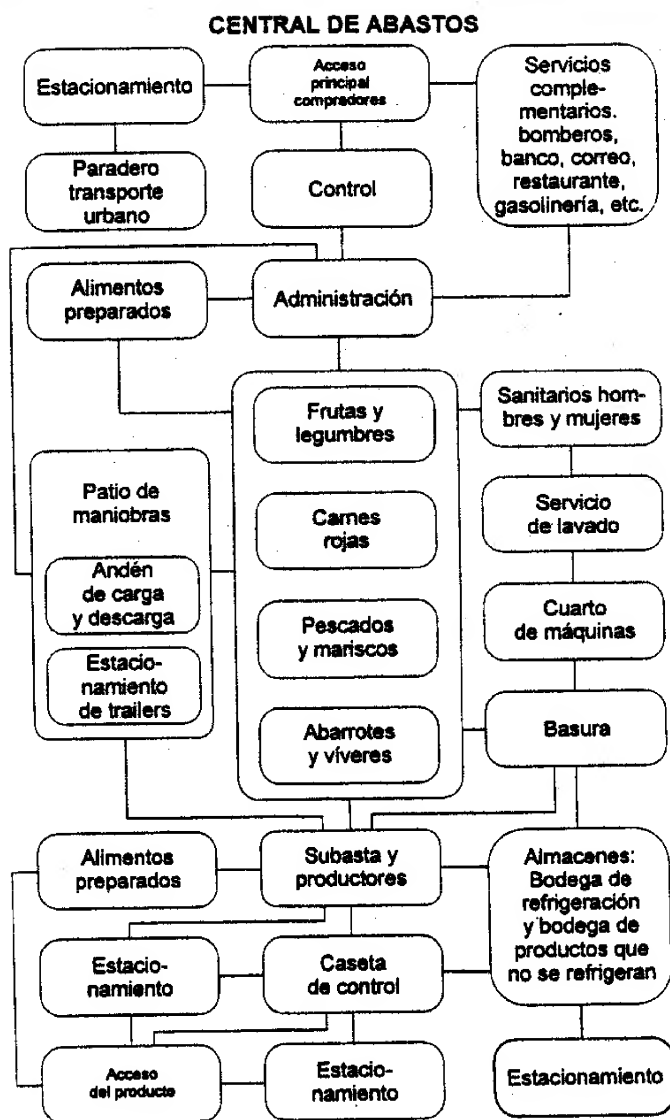 CENTRAL DE ABASTOS
Estacionamiento
Acceso
principal
compradores
Servicios
comple-
mentarios.
bomberos,
banco, correo,
restaurante,
gasolinería, etc.
Paradero
transporte
urbano
Control
Alimentos
preparados
Administración
Frutas y
legumbres
Sanitarios hom-
bres y mujeres
Patio de
maniobras
Carnes
rojas
Servicio
de lavado
Andén
de carga
y descarga
Pescados
y mariscos
Cuarto
de máquinas
Estacio-
namiento
de trailers
Abarrotes
y víveres
Basura
Alimentos
preparados
Subasta y
productores
Almacenes:
Bodega de
refrigeración
y bodega de
productos que
no se refrigeran
Estacio-
namiento
Caseta
de control
Acceso
del producte
Estacio-
namiento
Estacionamiento